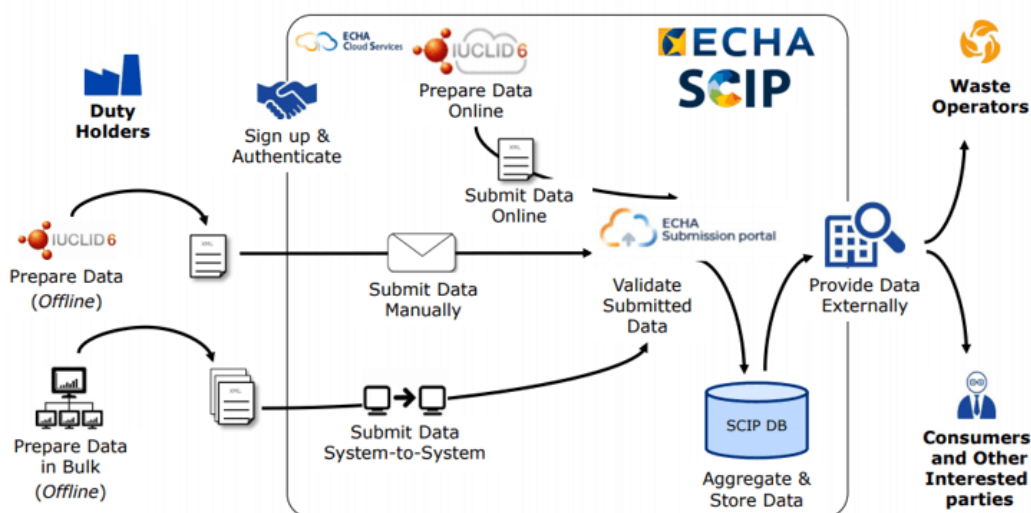 ECHA
Cloud Services
IUCLID 6
ECHA
SCIP
Duty
Holders
Sign up &
Authenticate
Prepare Data
Online
XML
Submit Data
Online
Waste
Operators
IUCLID 6
Prepare Data
(Offline)
XML
Submit Data
Manually
ECHA
Submission portal
Validate
Submitted
Data
Provide Data
Externally
Prepare Data
in Bulk
(Offline)
XML
Submit Data
System-to-System
SCIP DB
Aggregate &
Store Data
Consumers
and Other
Interested
parties